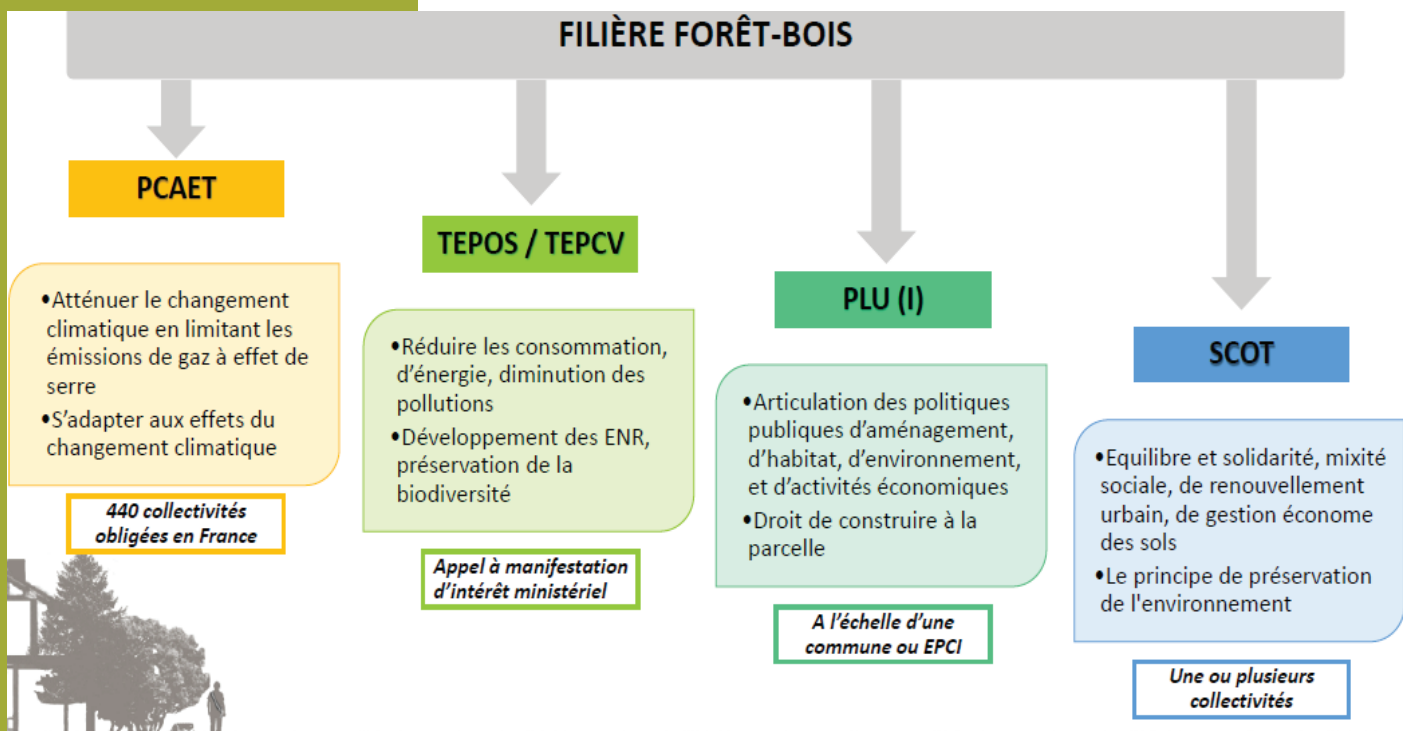 FILIÈRE FORÊT-BOIS
PCAET
•Atténuer le changement
climatique en limitant les
émissions de gaz à effet de
serre
•S’adapter aux effets du
changement climatique
440 collectivités
obligées en France
TEPOS / TEPCV
•Réduire les consommation,
d’énergie, diminution des
pollutions
•Développement des ENR,
préservation de la
biodiversité
Appel à manifestation
d’intérêt ministériel
PLU (I)
•Articulation des politiques
publiques d’aménagement,
d’habitat, d’environnement,
et d’activités économiques
•Droit de construire à la
parcelle
A l’échelle d’une
commune ou EPCI
SCOT
•Equilibre et solidarité, mixité
sociale, de renouvellement
urbain, de gestion économe
des sols
•Le principe de préservation
de l'environnement
Une ou plusieurs
collectivités